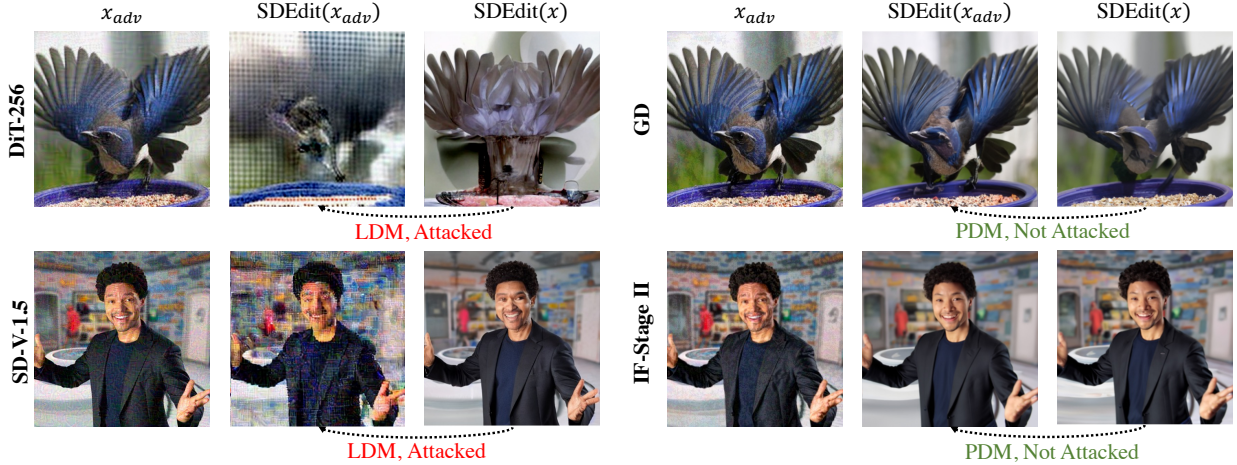 x_adv SDEdit(x_adv) SDEdit(x) x_adv SDEdit(x_adv) SDEdit(x)
DiT-256
GD
LDM, Attacked
PDM, Not Attacked
SD-V-1.5
IF-Stage II
LDM, Attacked
PDM, Not Attacked